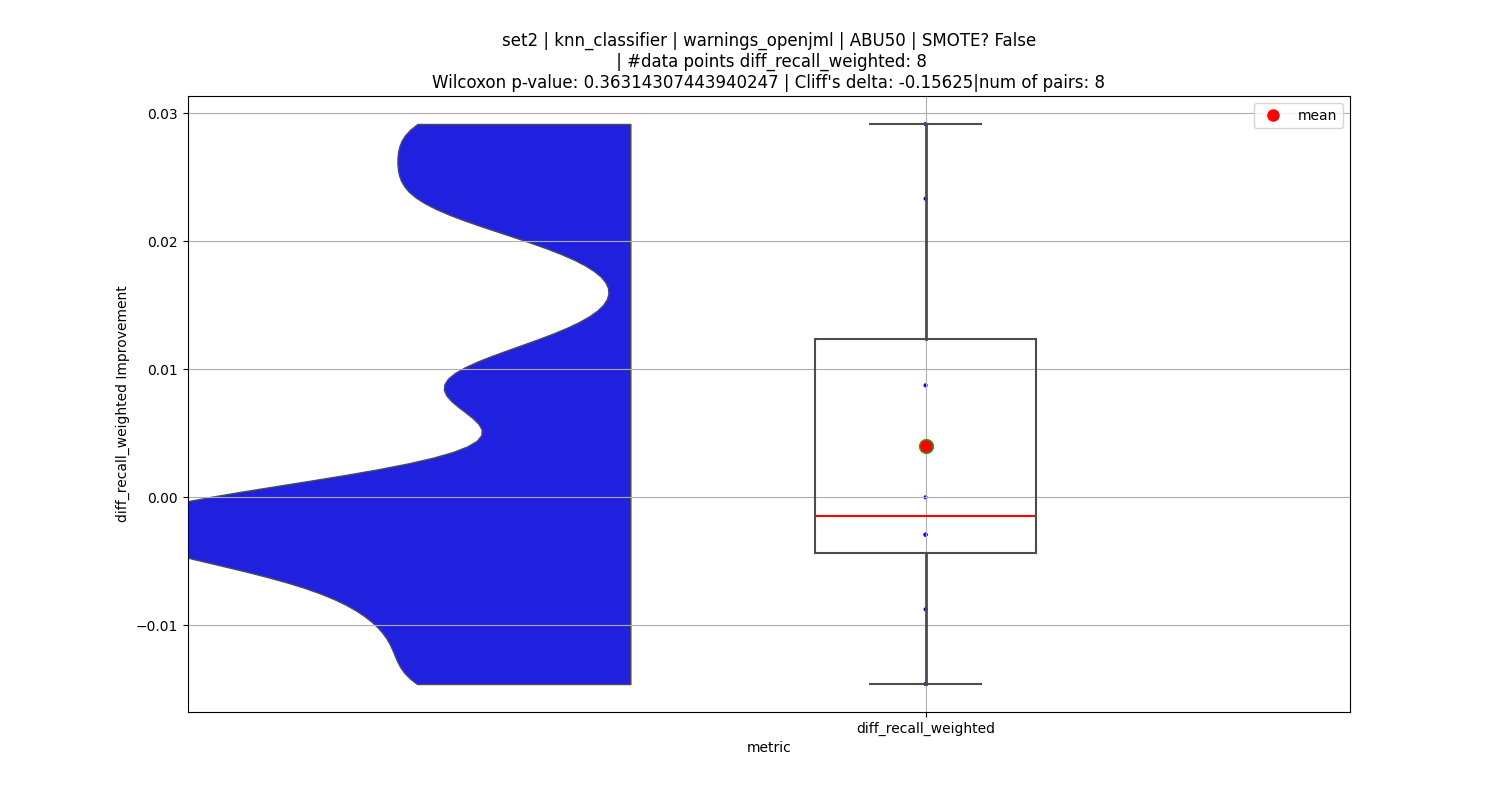 set2 | knn_classifier | warnings_openjml | ABU50 | SMOTE? False
| #data points diff_recall_weighted: 8
Wilcoxon p-value: 0.36314307443940247 | Cliff's delta: -0.15625|num of pairs: 8
mean
0.03
0.02
0.01
0.00
−0.01
diff_recall_weighted Improvement
diff_recall_weighted
metric